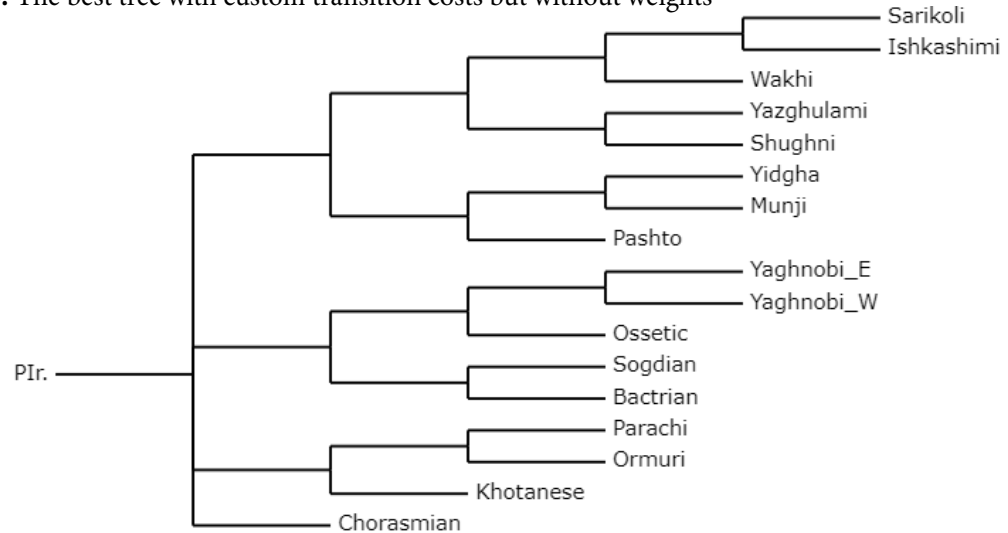 The best tree with custom transition costs but without weights
Sarikoli
Ishkashimi
Wakhi
Yazghulami
Shughni
Yidgha
Munji
Pashto
Yaghnobi_E
Yaghnobi_W
Ossetic
PIr.
Sogdian
Bactrian
Parachi
Ormuri
Khotanese
Chorasmian